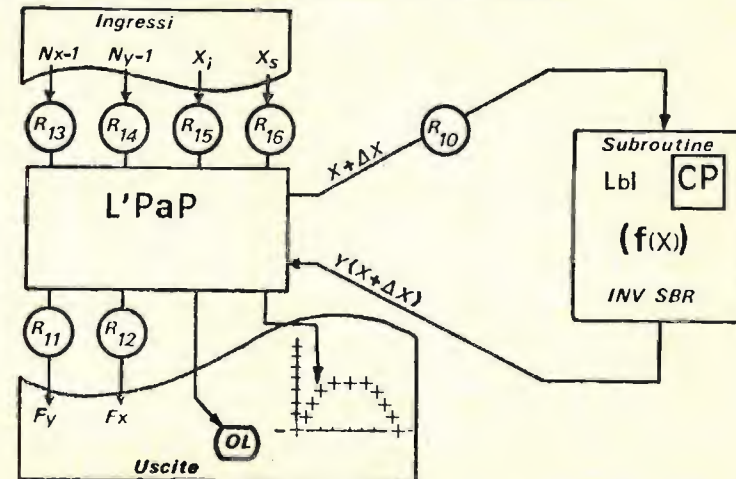 Ingressi
Nx-1 Ny-1 Xi Xs
R13 R14 R15 R16
R10
X+ΔX
L'PaP
Y(X+ΔX)
Subroutine
Lbl CP
(f(X))
INV SBR
R11 R12
Fy Fx
OL
Uscite